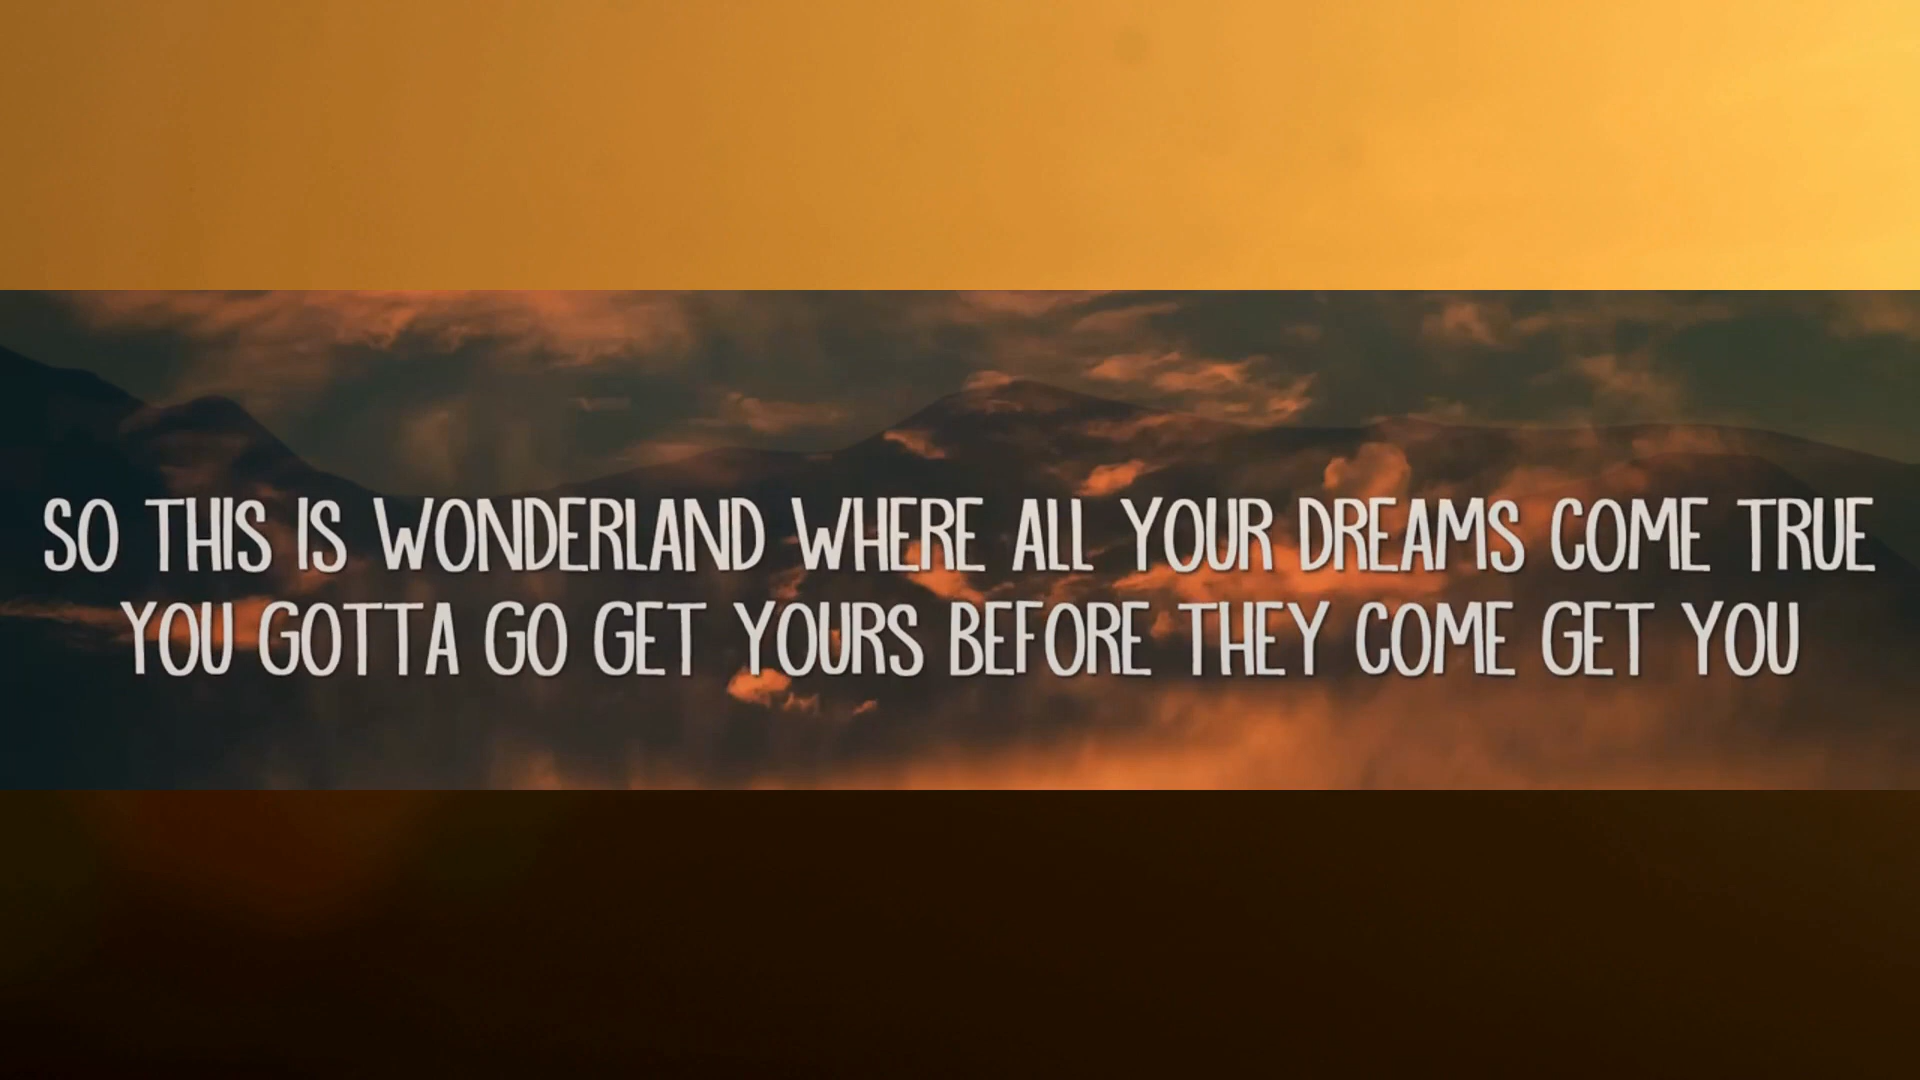 SO THIS IS WONDERLAND WHERE ALL YOUR DREAMS COME TRUE
YOU GOTTA GO GET YOURS BEFORE THEY COME GET YOU